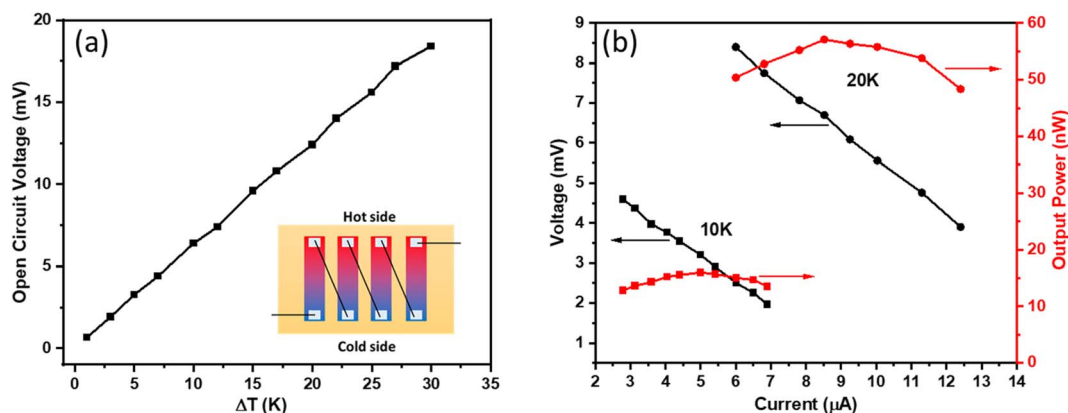 (a)
Open Circuit Voltage (mV)
20
15
10
5
0
0 5 10 15 20 25 30 35
ΔT (K)
Hot side
Cold side
(b)
Voltage (mV)
9
8
7
6
5
4
3
2
1
20K
10K
2 3 4 5 6 7 8 9 10 11 12 13 14
Current (μA)
60
50
40
30
20
10
0
Output Power (nW)